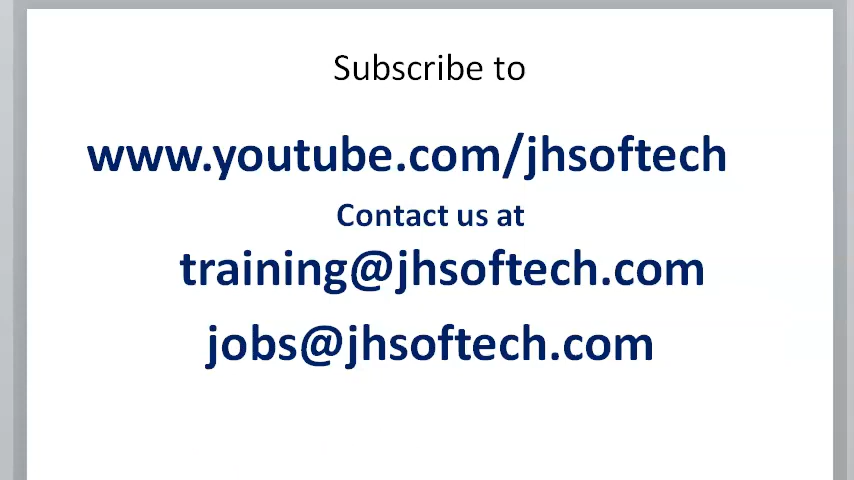 Subscribe to
www.youtube.com/jhsoftech
Contact us at
training@jhsoftech.com
jobs@jhsoftech.com